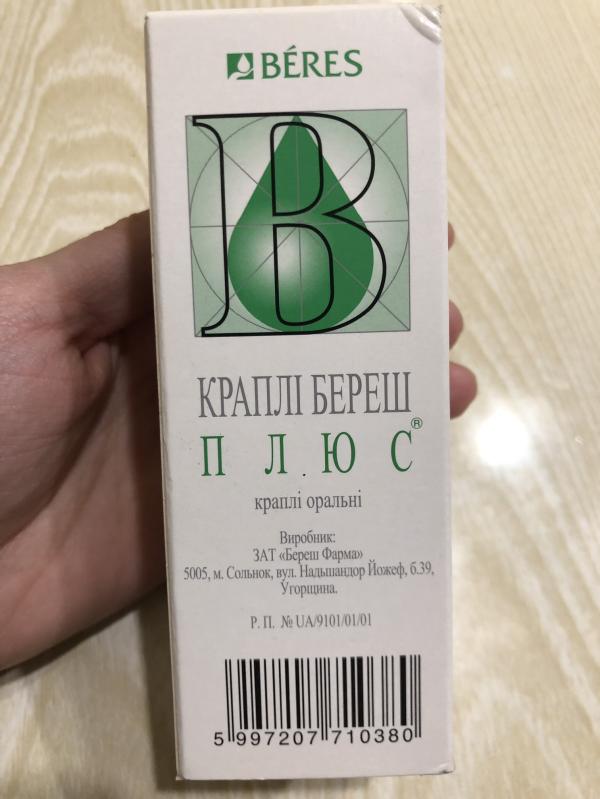 BÉRES
B
КРАПЛІ БЕРЕШ
ПЛЮС®
краплі оральні
Виробник:
ЗАТ «Береш Фарма»
5005, м. Сольнок, вул. Надьшандор Йожеф, б.39,
Угорщина.
Р. П. № UA/9101/01/01
5 997207 710380